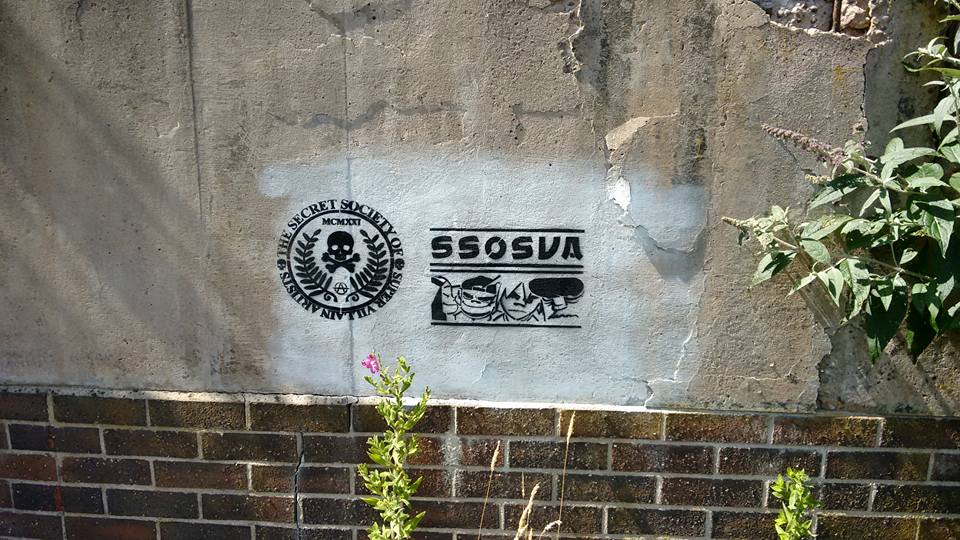 THE SECRET SOCIETY OF SUPER VILLAIN ARTISTS
MCMXXI
SSOSVA